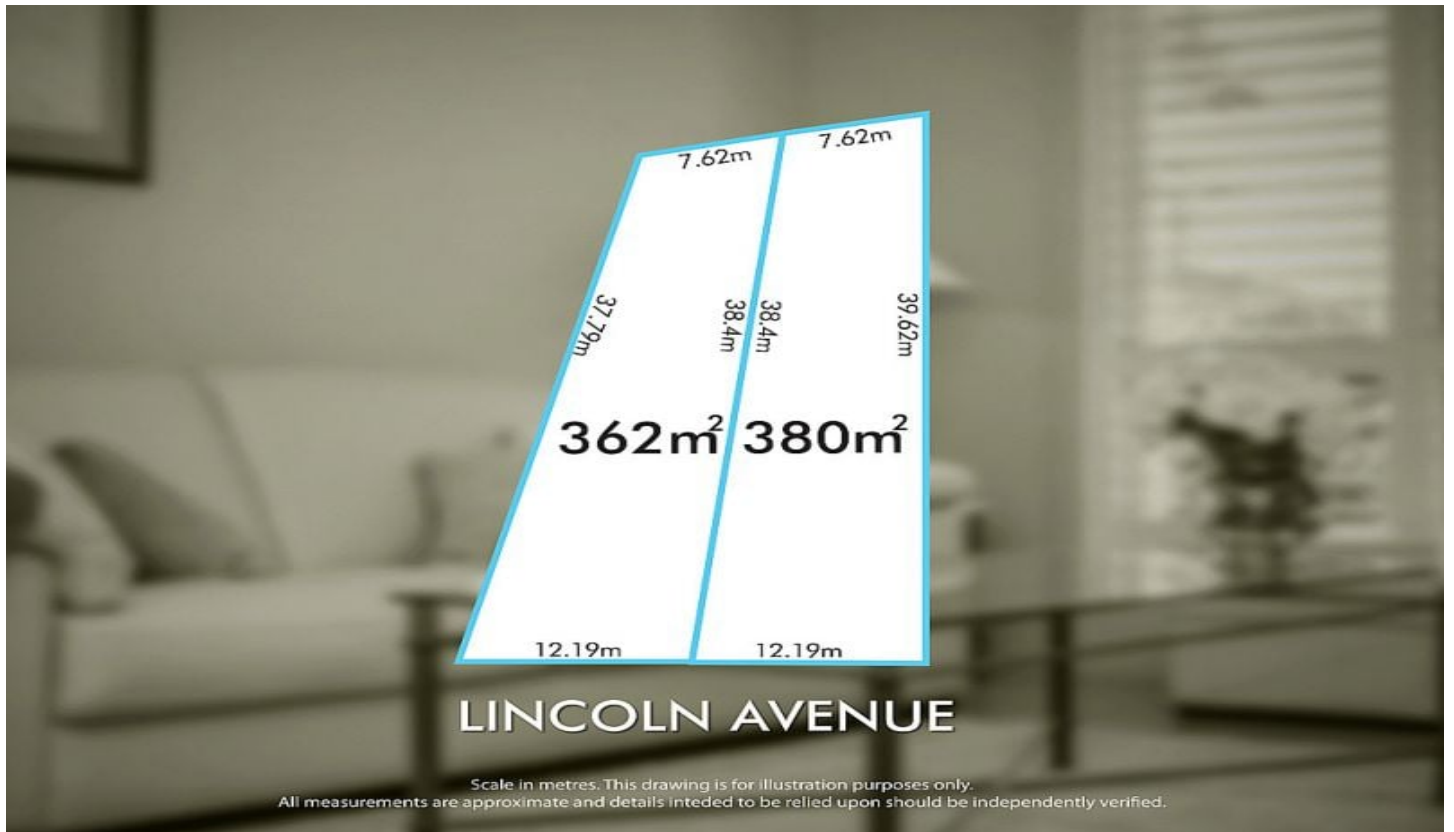 7.62m
7.62m
37.79m
38.4m
38.4m
39.62m
362m²
380m²
12.19m
12.19m
LINCOLN AVENUE
Scale in metres. This drawing is for illustration purposes only.
All measurements are approximate and details inteded to be relied upon should be independently verified.